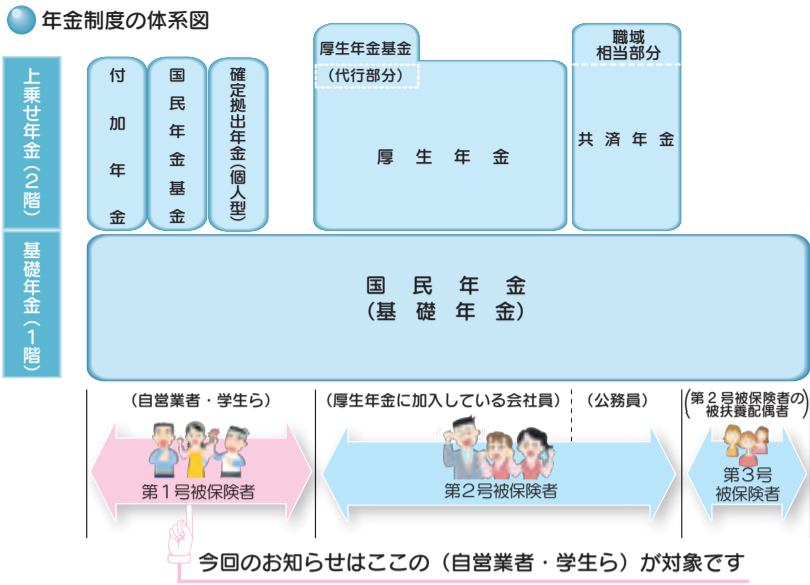 年金制度の体系図
上乗せ年金(2階)
付加年金
国民年金基金
確定拠出年金(個人型)
厚生年金基金
(代行部分)
厚生年金
職域
相当部分
共済年金
基礎年金(1階)
国民年金
(基礎年金)
(自営業者・学生ら)
(厚生年金に加入している会社員)
(公務員)
(第2号被保険者の
被扶養配偶者)
第1号被保険者
第2号被保険者
第3号
被保険者
今回のお知らせはここの(自営業者・学生ら)が対象です